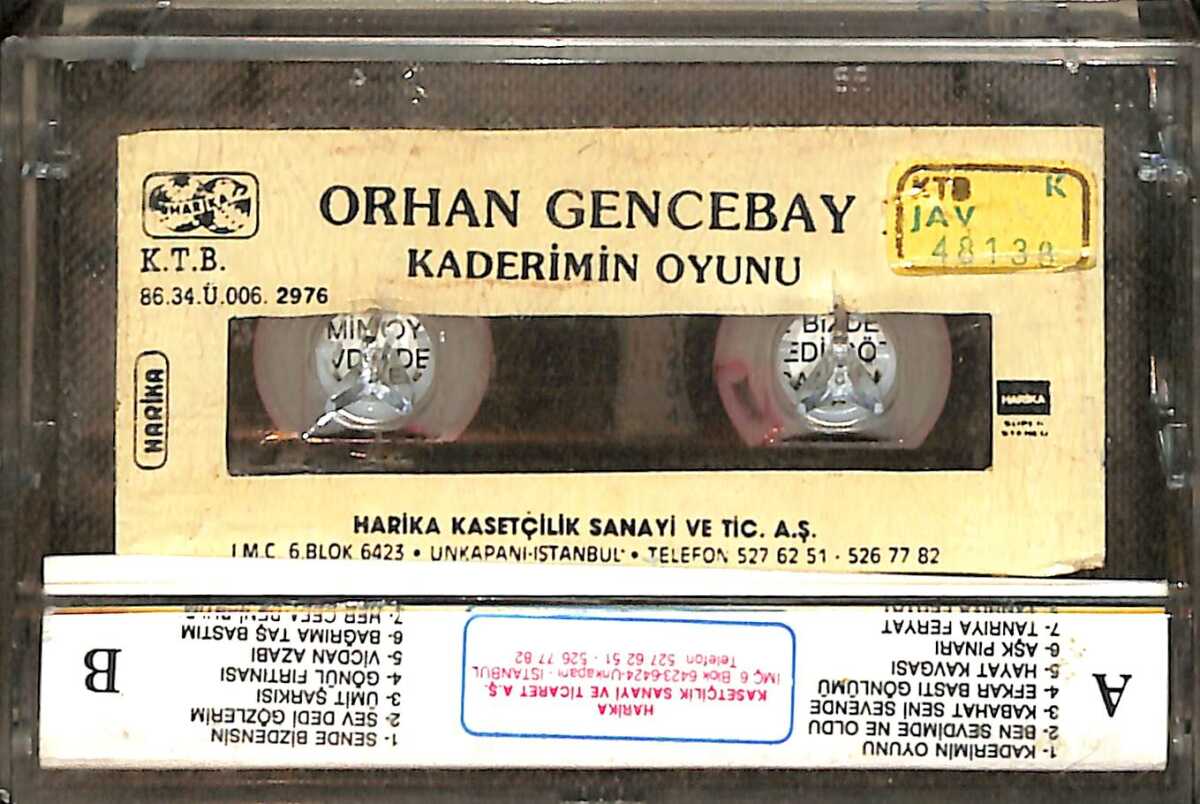 HARİKA
ORHAN GENCEBAY
KADERİMİN OYUNU
K.T.B.
86.34.Ü.006. 2976
KTB K
JAV
48138
HARİKA
HARİKA
SUPER
STEREO
HARİKA KASETÇİLİK SANAYİ VE TİC. A.Ş.
I.M.C. 6.BLOK 6423 • UNKAPANI-ISTANBUL • TELEFON 527 62 51 - 526 77 82
A
1- KADERİMİN OYUNU
2- BEN SEVDİMDE NE OLDU
3- KABAHAT SENİ SEVENDE
4- EFKAR BASTI GÖNLÜMÜ
5- HAYAT KAVGASI
6- AŞK PINARI
7- TANRIYA FERYAT
HARİKA
KASETÇİLİK SANAYİ VE TİCARET A.Ş.
IMÇ 6 Blok 6423-6424-Unkapanı - ISTANBUL
Telefon 527 62 51 - 526 77 82
B
1- SENDE BİZDENSİN
2- SEV DEDİ GÖZLERİM
3- ÜMİT ŞARKISI
4- GÖNÜL FIRTINASI
5- VİCDAN AZABI
6- BAĞRIMA TAŞ BASTIM